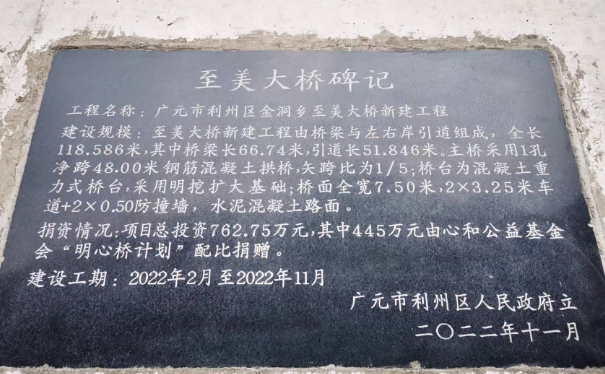 至美大桥碑记
工程名称：广元市利州区金洞乡至美大桥新建工程
建设规模：至美大桥新建工程由桥梁与左右岸引道组成，全长
118.586米，其中桥梁长66.74米，引道长51.846米。主桥采用1孔
净跨48.00米钢筋混凝土拱桥，矢跨比为1/5；桥台为混凝土重
力式桥台，采用明挖扩大基础；桥面全宽7.50米，2×3.25米车
道+2×0.50防撞墙，水泥混凝土路面。
捐资情况：项目总投资762.75万元，其中445万元由心和公益基金
会“明心桥计划”配比捐赠。
建设工期：2022年2月至2022年11月
广元市利州区人民政府立
二〇二二年十一月